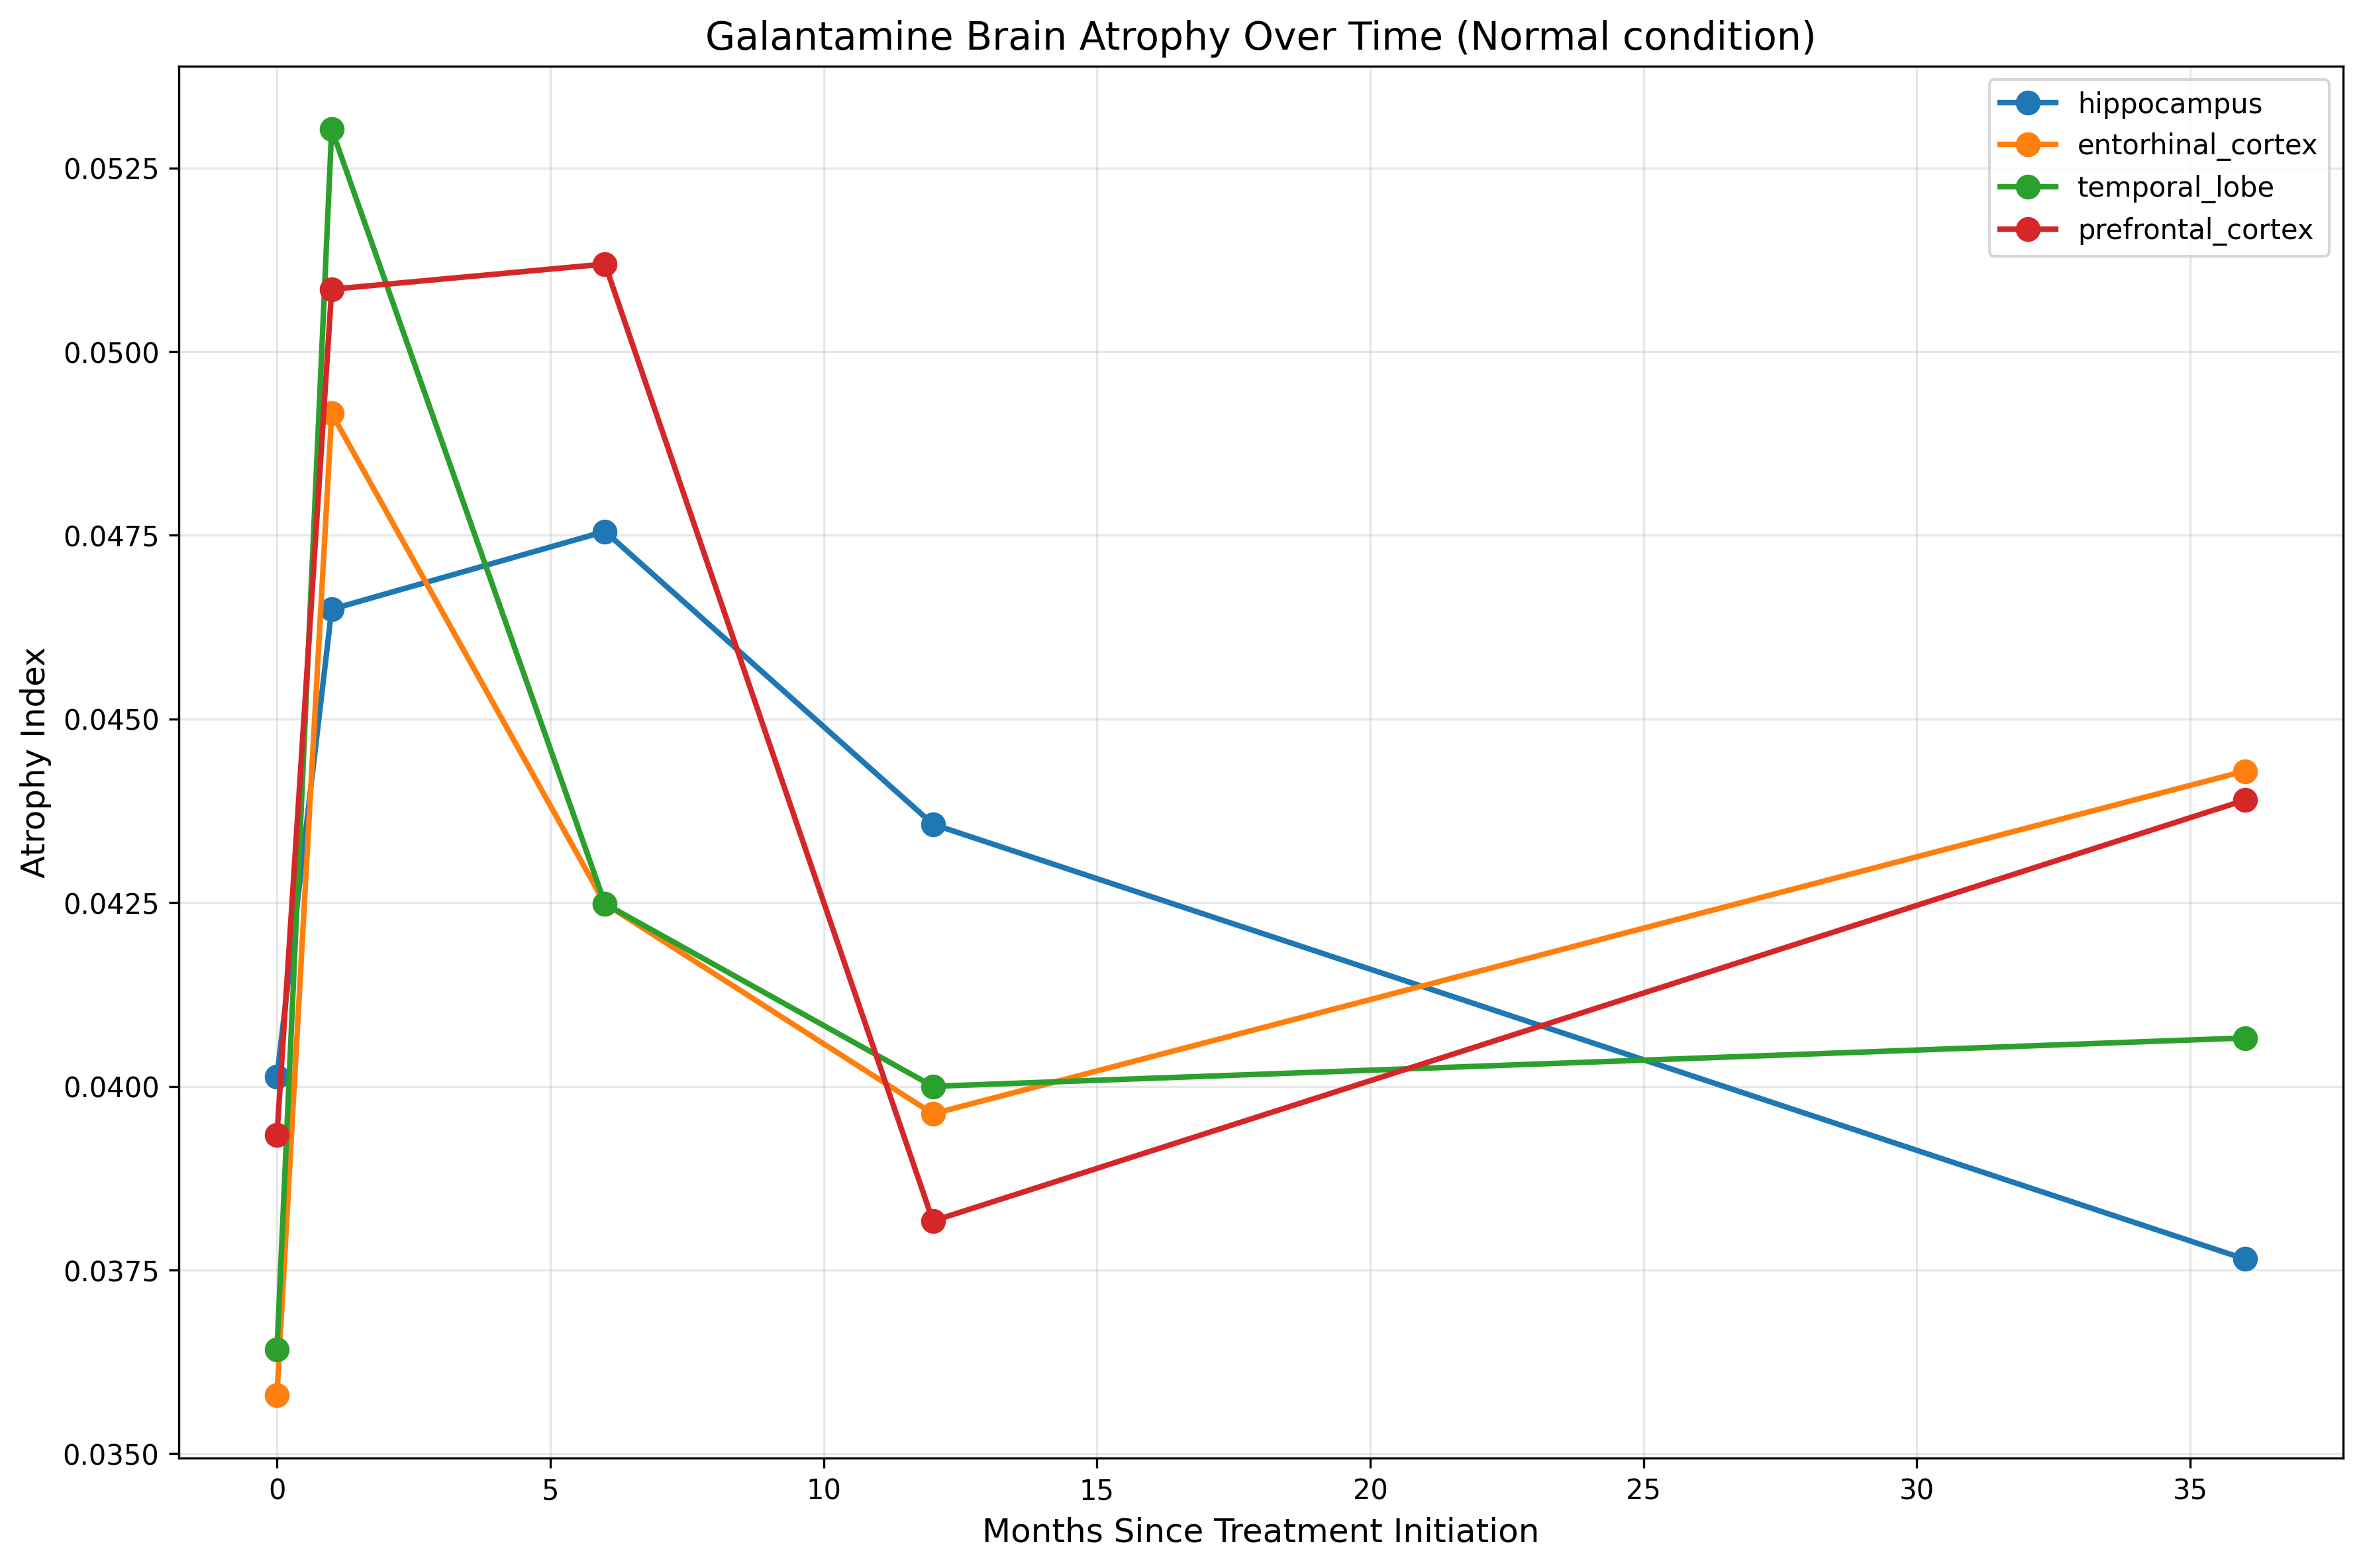 Galantamine Brain Atrophy Over Time (Normal condition)
hippocampus
entorhinal_cortex
temporal_lobe
prefrontal_cortex
0.0525
0.0500
0.0475
0.0450
0.0425
0.0400
0.0375
0.0350
Atrophy Index
0 5 10 15 20 25 30 35
Months Since Treatment Initiation